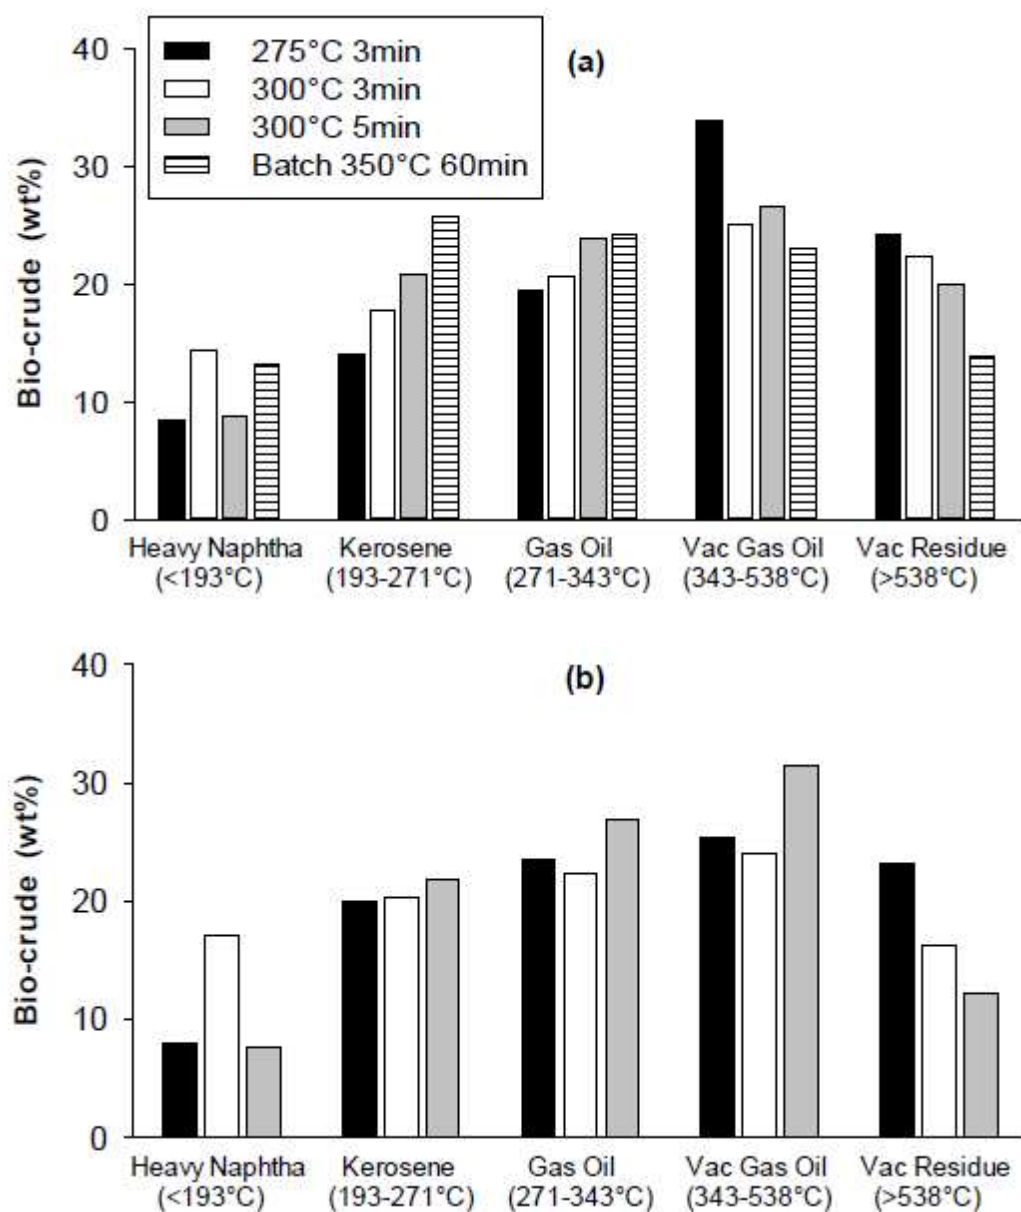 275°C 3min
300°C 3min
300°C 5min
Batch 350°C 60min
(a)
Bio-crude (wt%)
40
30
20
10
0
Heavy Naphtha Kerosene Gas Oil Vac Gas Oil Vac Residue
(<193°C) (193-271°C) (271-343°C) (343-538°C) (>538°C)
(b)
Bio-crude (wt%)
40
30
20
10
0
Heavy Naphtha Kerosene Gas Oil Vac Gas Oil Vac Residue
(<193°C) (193-271°C) (271-343°C) (343-538°C) (>538°C)